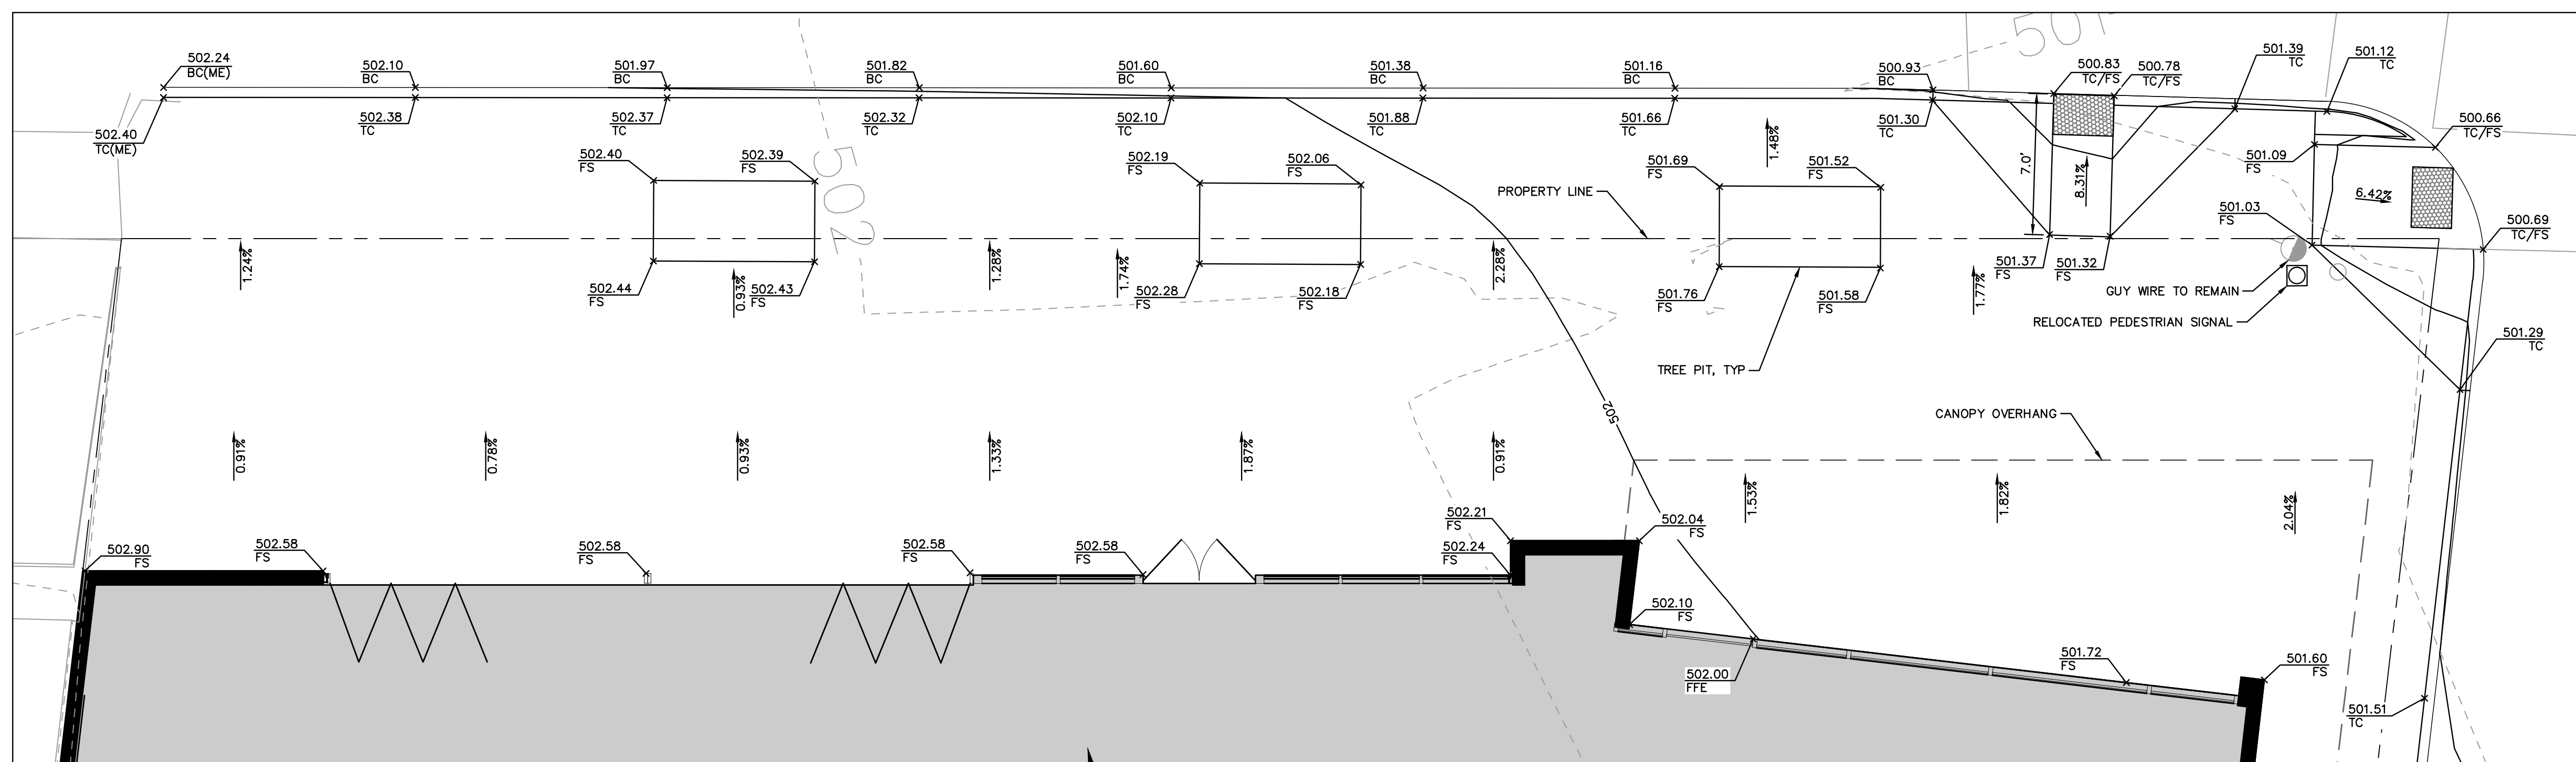 502.24
BC(ME)
502.10
BC
501.97
BC
501.82
BC
501.60
BC
501.38
BC
501.16
BC
500.93
BC
500.83
TC/FS
500.78
TC/FS
501.39
TC
501.12
TC
502.40
TC(ME)
502.38
TC
502.37
TC
502.32
TC
502.10
TC
501.88
TC
501.66
TC
501.30
TC
500.66
TC/FS
502.40
FS
502.39
FS
502
502.19
FS
502.06
FS
501.69
FS
501.52
FS
1.48%
7.0'
8.31%
501.09
FS
6.42%
PROPERTY LINE
501.03
FS
500.69
TC/FS
1.24%
502.44
FS
0.93%
502.43
FS
1.28%
1.74%
502.28
FS
502.18
FS
2.28%
501.76
FS
501.58
FS
1.77%
501.37
FS
501.32
FS
GUY WIRE TO REMAIN
RELOCATED PEDESTRIAN SIGNAL
501.29
TC
TREE PIT, TYP
502
CANOPY OVERHANG
0.91%
0.78%
0.93%
1.33%
1.87%
0.91%
1.53%
1.82%
2.04%
502.90
FS
502.58
FS
502.58
FS
502.58
FS
502.58
FS
502.21
FS
502.24
FS
502.04
FS
502.10
FS
502.00
FFE
501.72
FS
501.60
FS
501.51
TC